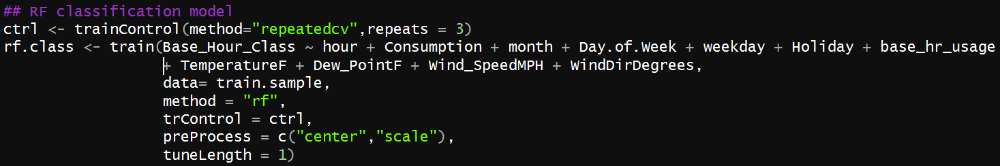 ## RF classification model
ctrl <- trainControl(method="repeatedcv",repeats = 3)
rf.class <- train(Base_Hour_Class ~ hour + Consumption + month + Day.of.Week + weekday + Holiday + base_hr_usage
+ TemperatureF + Dew_PointF + Wind_SpeedMPH + WindDirDegrees,
data= train.sample,
method = "rf",
trControl = ctrl,
preProcess = c("center","scale"),
tuneLength = 1)